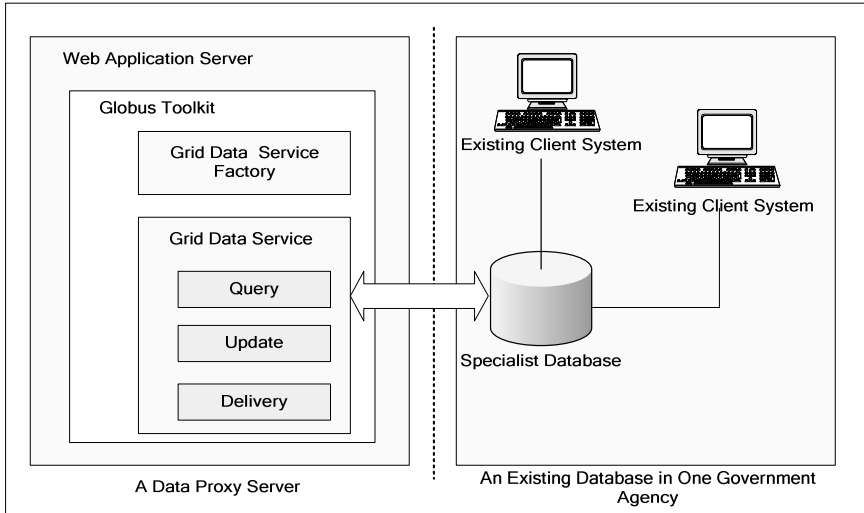 Web Application Server
Globus Toolkit
Grid Data Service
Factory
Grid Data Service
Query
Update
Delivery
A Data Proxy Server
Existing Client System
Existing Client System
Specialist Database
An Existing Database in One Government
Agency